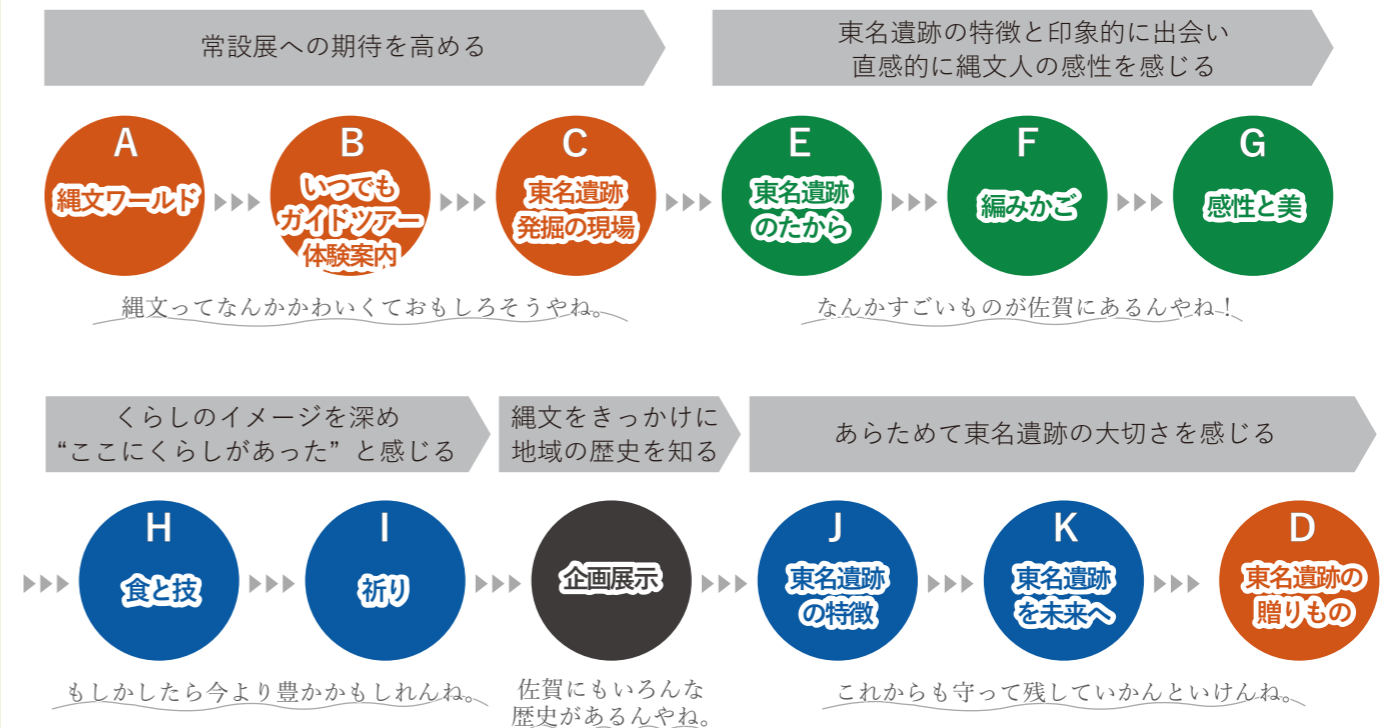 常設展への期待を高める
東名遺跡の特徴と印象的に出会い
直感的に縄文人の感性を感じる
A
縄文ワールド
B
いつでも
ガイドツアー
体験案内
C
東名遺跡
発掘の現場
E
東名遺跡
のたから
F
編みかご
G
感性と美
縄文ってなんかかわいくておもしろそうやね。
なんかすごいものが佐賀にあるんやね!
くらしのイメージを深め
“ここにくらしがあった”と感じる
縄文をきっかけに
地域の歴史を知る
あらためて東名遺跡の大切さを感じる
H
食と技
I
祈り
企画展示
J
東名遺跡
の特徴
K
東名遺跡
を未来へ
D
東名遺跡の
贈りもの
もしかしたら今より豊かかもしれんね。
佐賀にもいろんな
歴史があるんやね。
これからも守って残していかんといけんね。